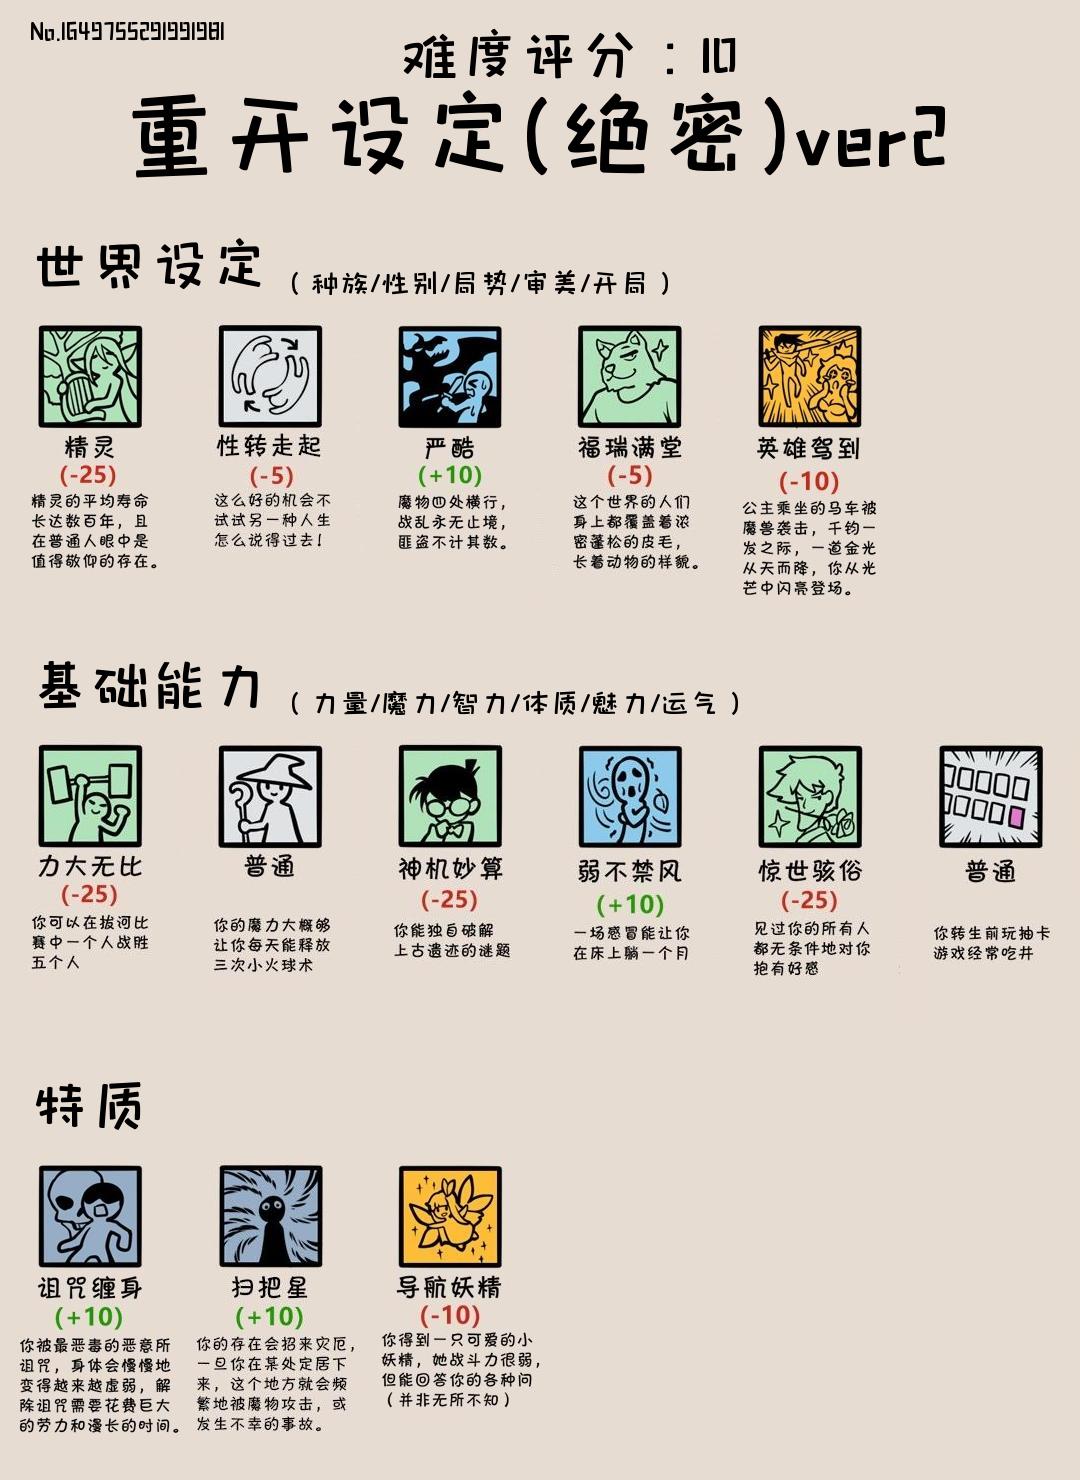 No.1649755291991981
难度评分：10
重开设定(绝密)ver2
世界设定（种族/性别/局势/审美/开局）
精灵
(-25)
精灵的平均寿命
长达数百年，且
在普通人眼中是
值得敬仰的存在。
性转走起
(-5)
这么好的机会不
试试另一种人生
怎么说得过去！
严酷
(+10)
魔物四处横行，
战乱永无止境，
匪盗不计其数。
福瑞满堂
(-5)
这个世界的人们
身上都覆盖着浓
密蓬松的皮毛，
长着动物的样貌。
英雄驾到
(-10)
公主乘坐的马车被
魔兽袭击，千钧一
发之际，一道金光
从天而降，你从光
芒中闪亮登场。
基础能力（力量/魔力/智力/体质/魅力/运气）
力大无比
(-25)
你可以在拔河比
赛中一个人战胜
五个人
普通
你的魔力大概够
让你每天能释放
三次小火球术
神机妙算
(-25)
你能独自破解
上古遗迹的谜题
弱不禁风
(+10)
一场感冒能让你
在床上躺一个月
惊世骇俗
(-25)
见过你的所有人
都无条件地对你
抱有好感
普通
你转生前玩抽卡
游戏经常吃井
特质
诅咒缠身
(+10)
你被最恶毒的恶意所
诅咒，身体会慢慢地
变得越来越虚弱，解
除诅咒需要花费巨大
的劳力和漫长的时间。
扫把星
(+10)
你的存在会招来灾厄，
一旦你在某处定居下
来，这个地方就会频
繁地被魔物攻击，或
发生不幸的事故。
导航妖精
(-10)
你得到一只可爱的小
妖精，她战斗力很弱，
但能回答你的各种问
（并非无所不知）